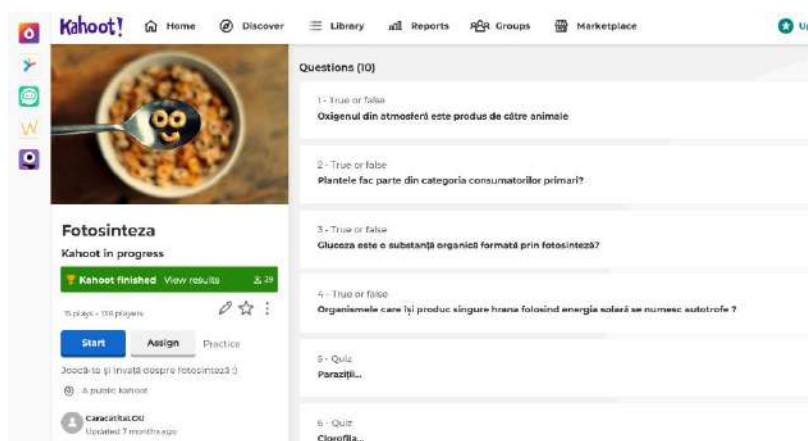 Kahoot!
Home
Discover
Library
Reports
Groups
Marketplace
Questions (10)
1 - True or false
Oxigenul din atmosferă este produs de către animale
2 - True or false
Plantele fac parte din categoria consumatorilor primari?
3 - True or false
Glucoza este o substanță organică formată prin fotosinteză?
4 - True or false
Organismele care își produc singure hrana folosind energia solară se numesc autotrofe ?
5 - Quiz
Paraziții...
6 - Quiz
Clorofila...
Fotosinteza
Kahoot in progress
Kahoot finished View results 29
15 plays
players
Start Assign Practice
Joacă-te și învață despre fotosinteză :)
A public kahoot
CaracatitaLOU
Updated 7 months ago